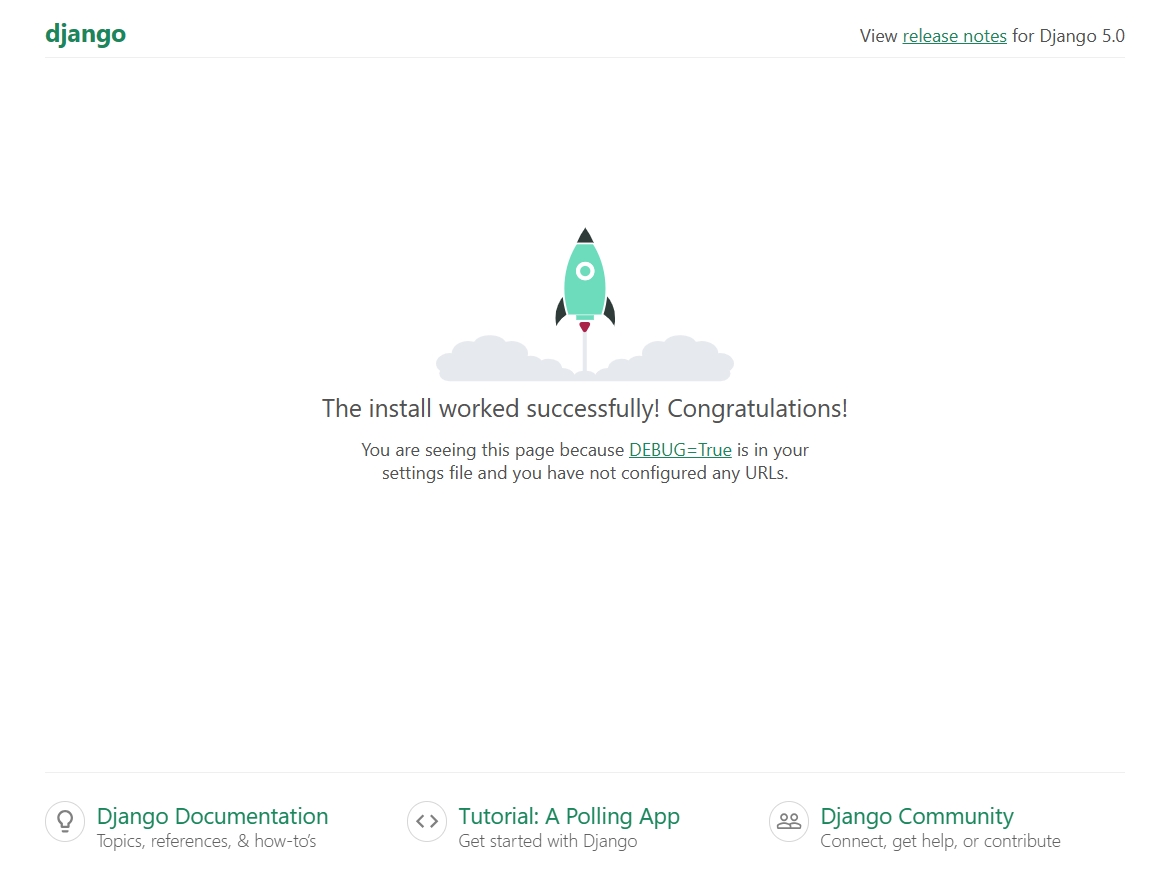 django
View release notes for Django 5.0
The install worked successfully! Congratulations!
You are seeing this page because DEBUG=True is in your
settings file and you have not configured any URLs.
Django Documentation
Topics, references, & how-to’s
Tutorial: A Polling App
Get started with Django
Django Community
Connect, get help, or contribute